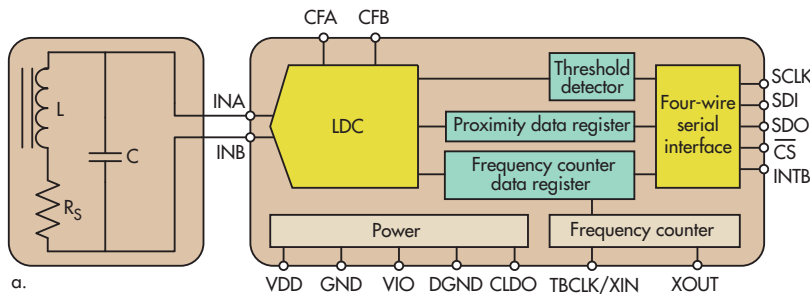 CFA CFB
L
C
R_S
INA
INB
LDC
Threshold
detector
Proximity data register
Frequency counter
data register
Four-wire
serial
interface
SCLK
SDI
SDO
C̅S̅
INTB
Power
Frequency counter
a.
VDD GND VIO DGND CLDO TBCLK/XIN XOUT